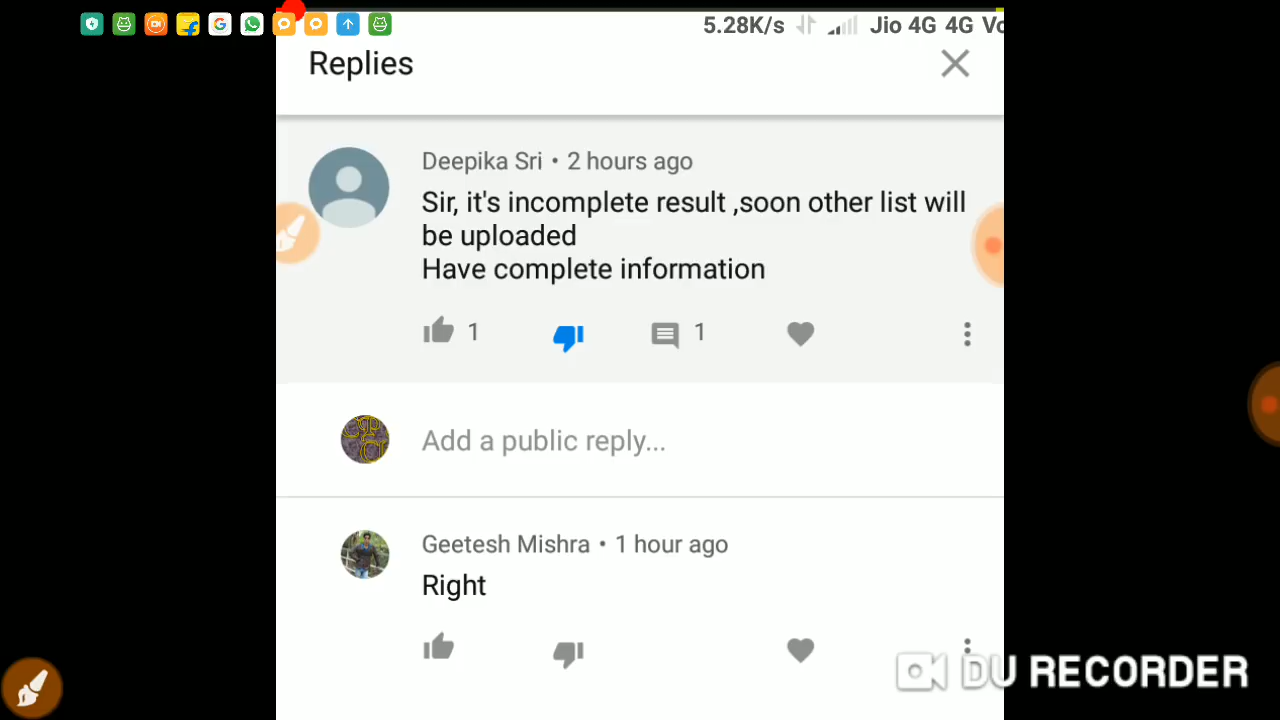 5.28K/s Jio 4G 4G Vo
Replies
Deepika Sri • 2 hours ago
Sir, it's incomplete result ,soon other list will
be uploaded
Have complete information
1 1
Add a public reply...
Geetesh Mishra • 1 hour ago
Right
DU RECORDER